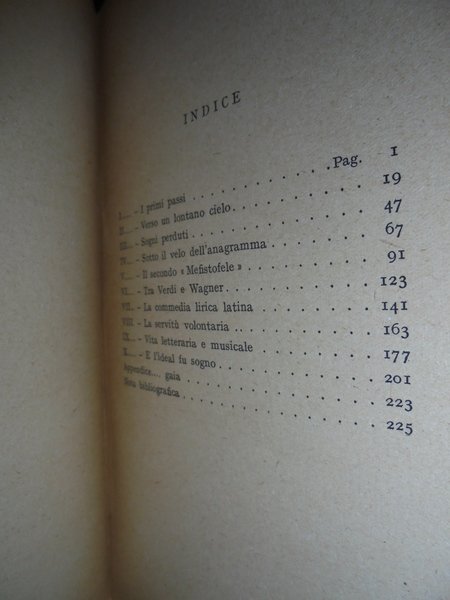 INDICE
I. — I primi passi . . . . . . . . . . Pag. 1
II. — Verso un lontano cielo . . . . . . . . 19
III. — Sogni perduti . . . . . . . . . . 47
IV. — Sotto il velo dell'anagramma . . . . . . . 67
V. — Il secondo « Mefistofele » . . . . . . . . 91
VI. — Tra Verdi e Wagner . . . . . . . . 123
VII. — La commedia lirica latina . . . . . . . 141
VIII. — La servitù volontaria . . . . . . . . 163
IX. — Vita letteraria e musicale . . . . . . . 177
X. — E l'ideal fu sogno . . . . . . . . . 201
Appendice.... gaia . . . . . . . . . . 223
Nota bibliografica . . . . . . . . . . 225